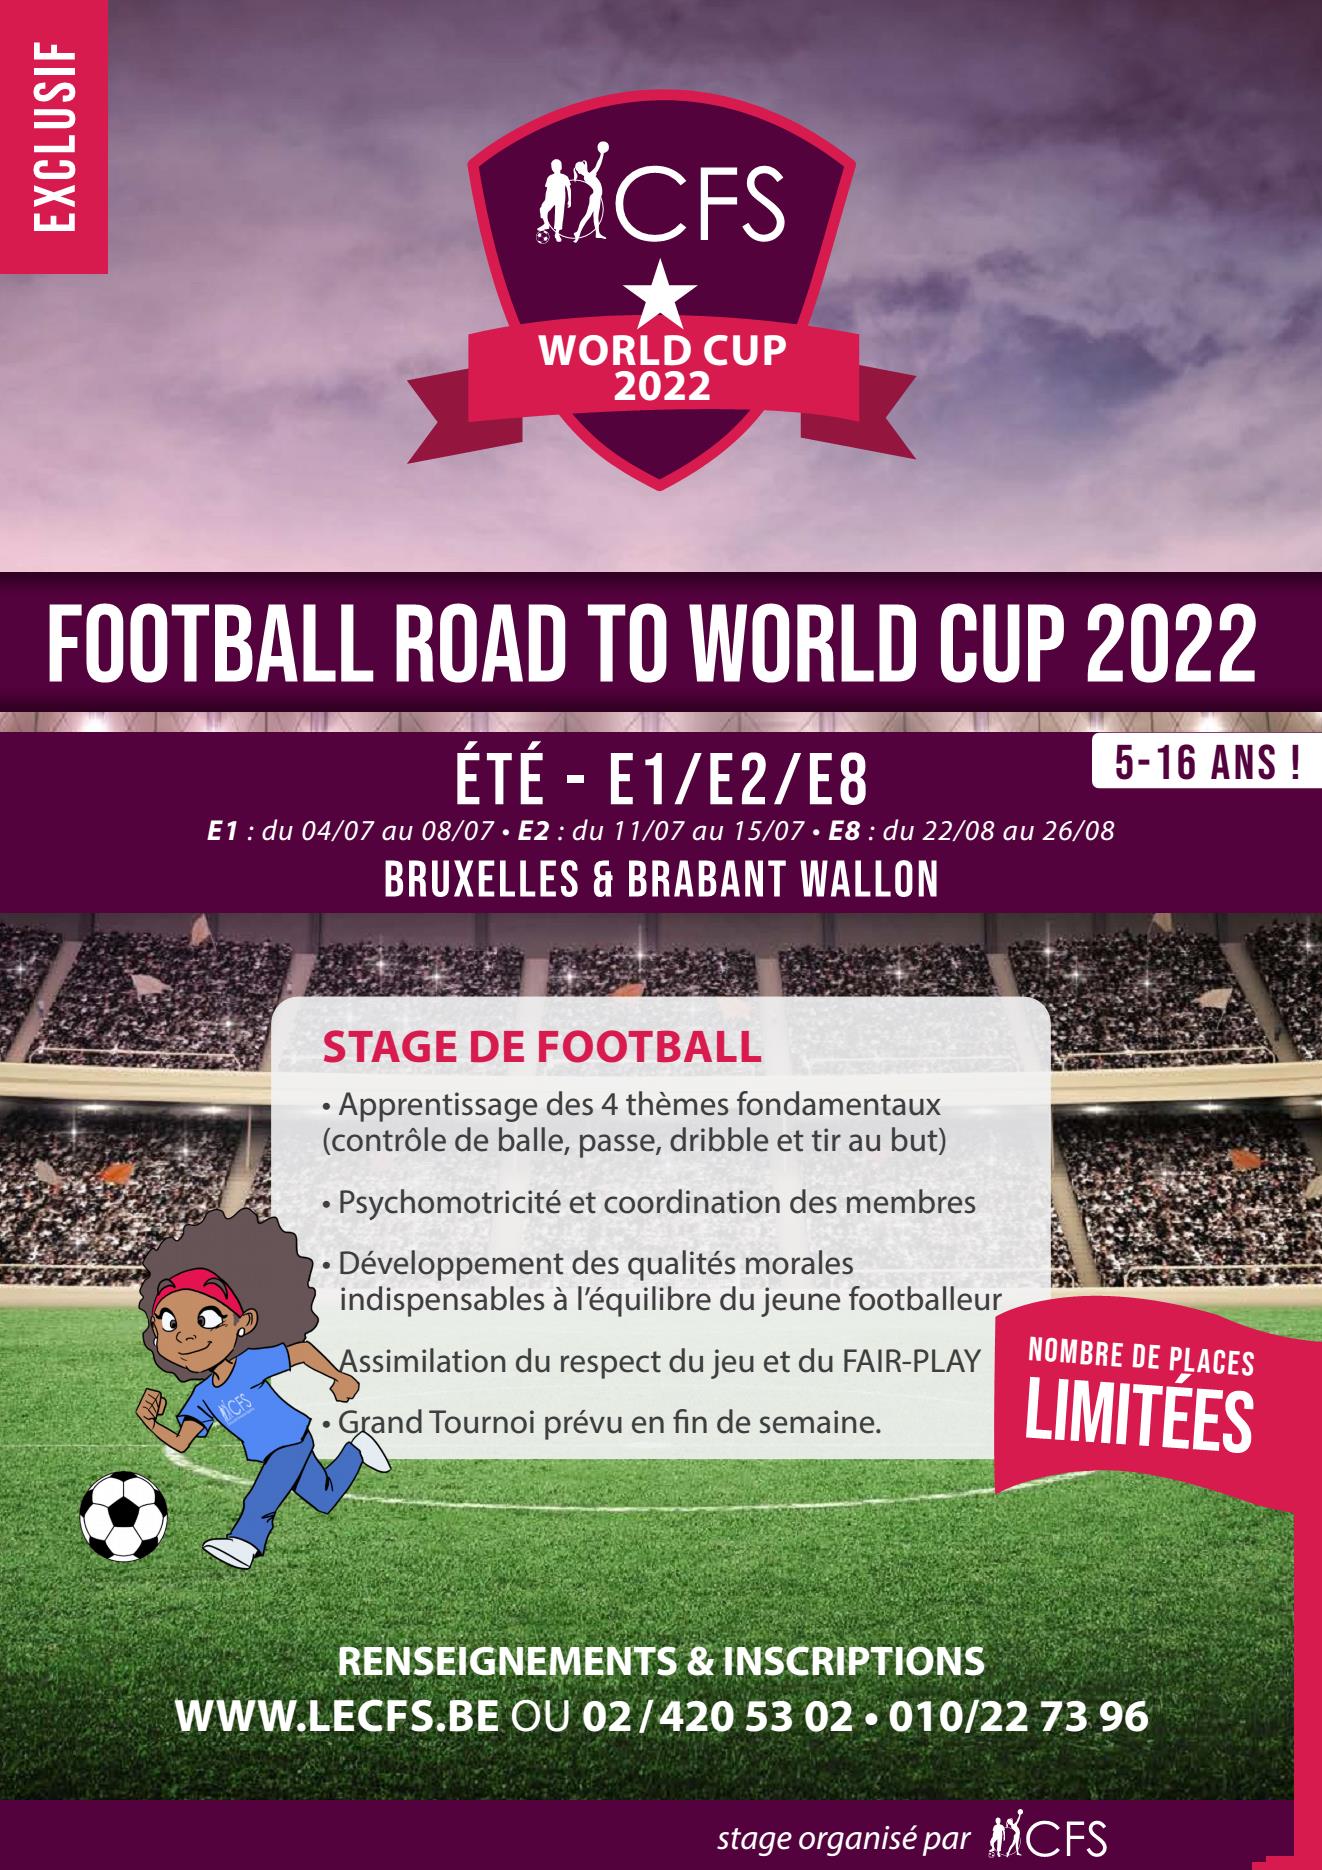 EXCLUSIF
CFS
WORLD CUP
2022
FOOTBALL ROAD TO WORLD CUP 2022
ÉTÉ - E1/E2/E8
5-16 ANS !
E1 : du 04/07 au 08/07 • E2 : du 11/07 au 15/07 • E8 : du 22/08 au 26/08
BRUXELLES & BRABANT WALLON
STAGE DE FOOTBALL
• Apprentissage des 4 thèmes fondamentaux
(contrôle de balle, passe, dribble et tir au but)
• Psychomotricité et coordination des membres
• Développement des qualités morales
indispensables à l'équilibre du jeune footballeur
Assimilation du respect du jeu et du FAIR-PLAY
• Grand Tournoi prévu en fin de semaine.
CFS
NOMBRE DE PLACES
LIMITÉES
RENSEIGNEMENTS & INSCRIPTIONS
WWW.LECFS.BE OU 02/420 53 02 • 010/22 73 96
stage organisé par CFS